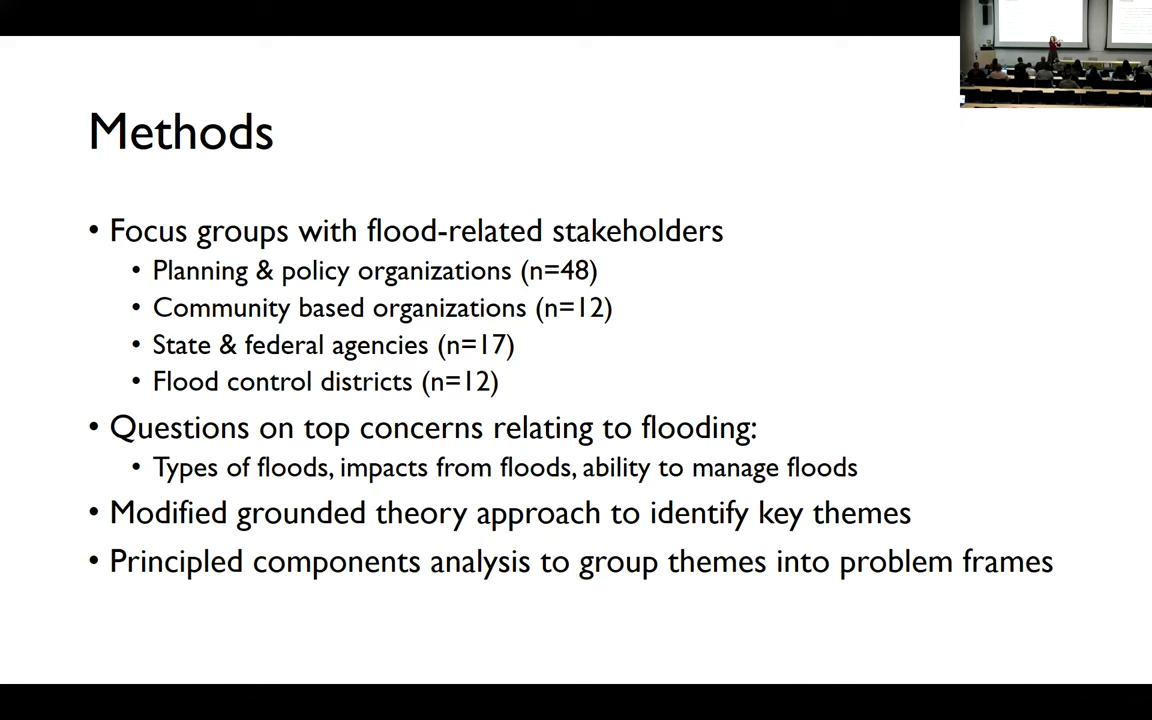 Methods
• Focus groups with flood-related stakeholders
• Planning & policy organizations (n=48)
• Community based organizations (n=12)
• State & federal agencies (n=17)
• Flood control districts (n=12)
• Questions on top concerns relating to flooding:
• Types of floods, impacts from floods, ability to manage floods
• Modified grounded theory approach to identify key themes
• Principled components analysis to group themes into problem frames